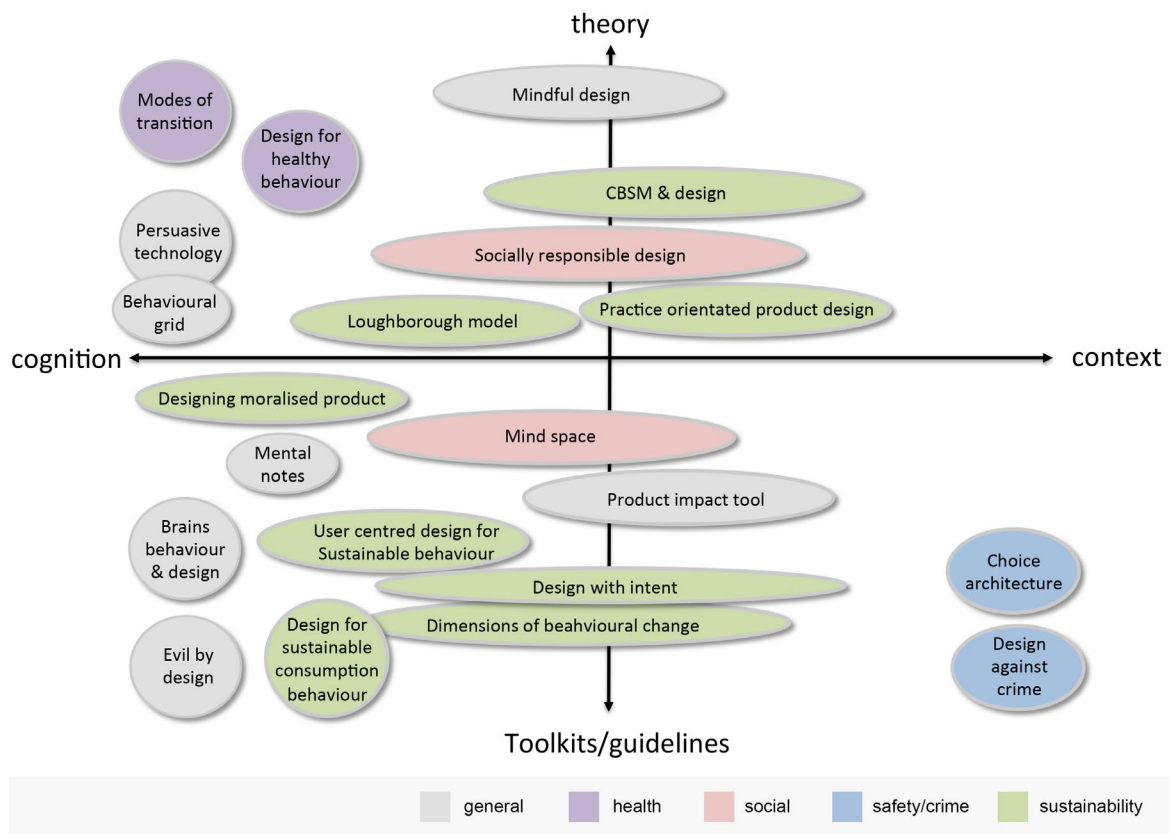 theory
Mindful design
Modes of
transition
Design for
healthy
behaviour
CBSM & design
Persuasive
technology
Socially responsible design
Behavioural
grid
Loughborough model
Practice orientated product design
cognition
context
Designing moralised product
Mind space
Mental
notes
Product impact tool
Brains
behaviour
& design
User centred design for
Sustainable behaviour
Choice
architecture
Design with intent
Dimensions of beahvioural change
Evil by
design
Design for
sustainable
consumption
behaviour
Design
against
crime
Toolkits/guidelines
general
health
social
safety/crime
sustainability